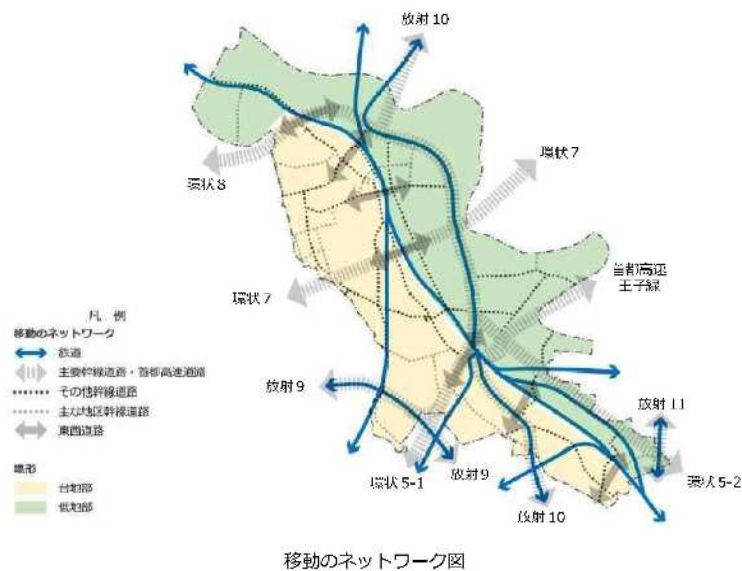 放射10
環状7
環状8
首都高速
王子線
環状7
凡 例
移動のネットワーク
鉄道
主要幹線道路・首都高速道路
その他幹線道路
主な地区幹線道路
東西道路
地形
台地部
低地部
放射9
放射11
環状5-1
放射9
放射10
環状5-2
移動のネットワーク図